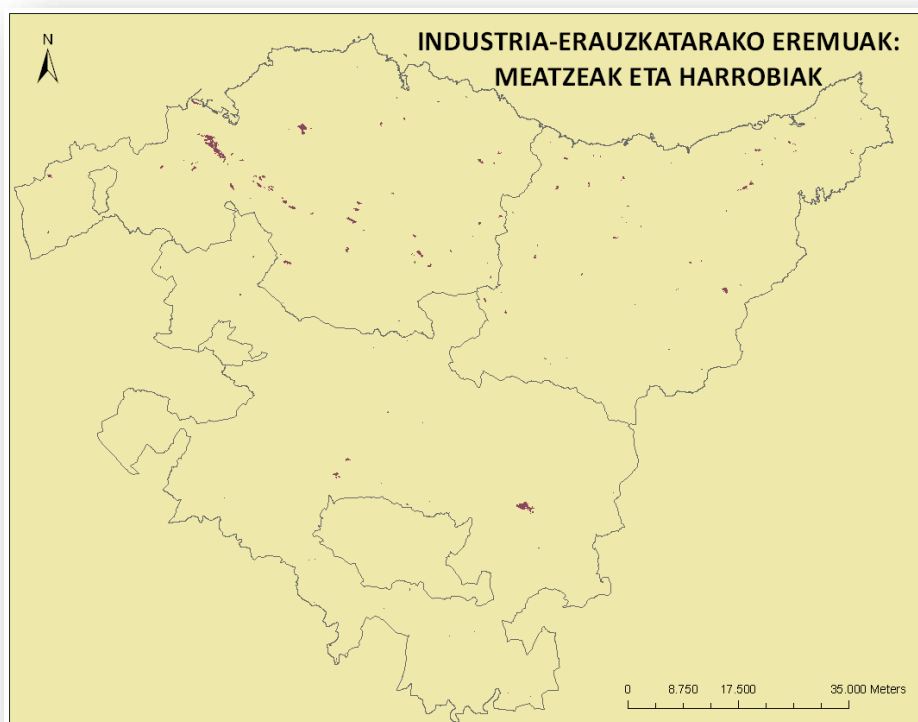 INDUSTRIA-ERAUZKATARAKO EREMUAK:
MEATZEAK ETA HARROBIAK
N
0 8.750 17.500 35.000 Meters